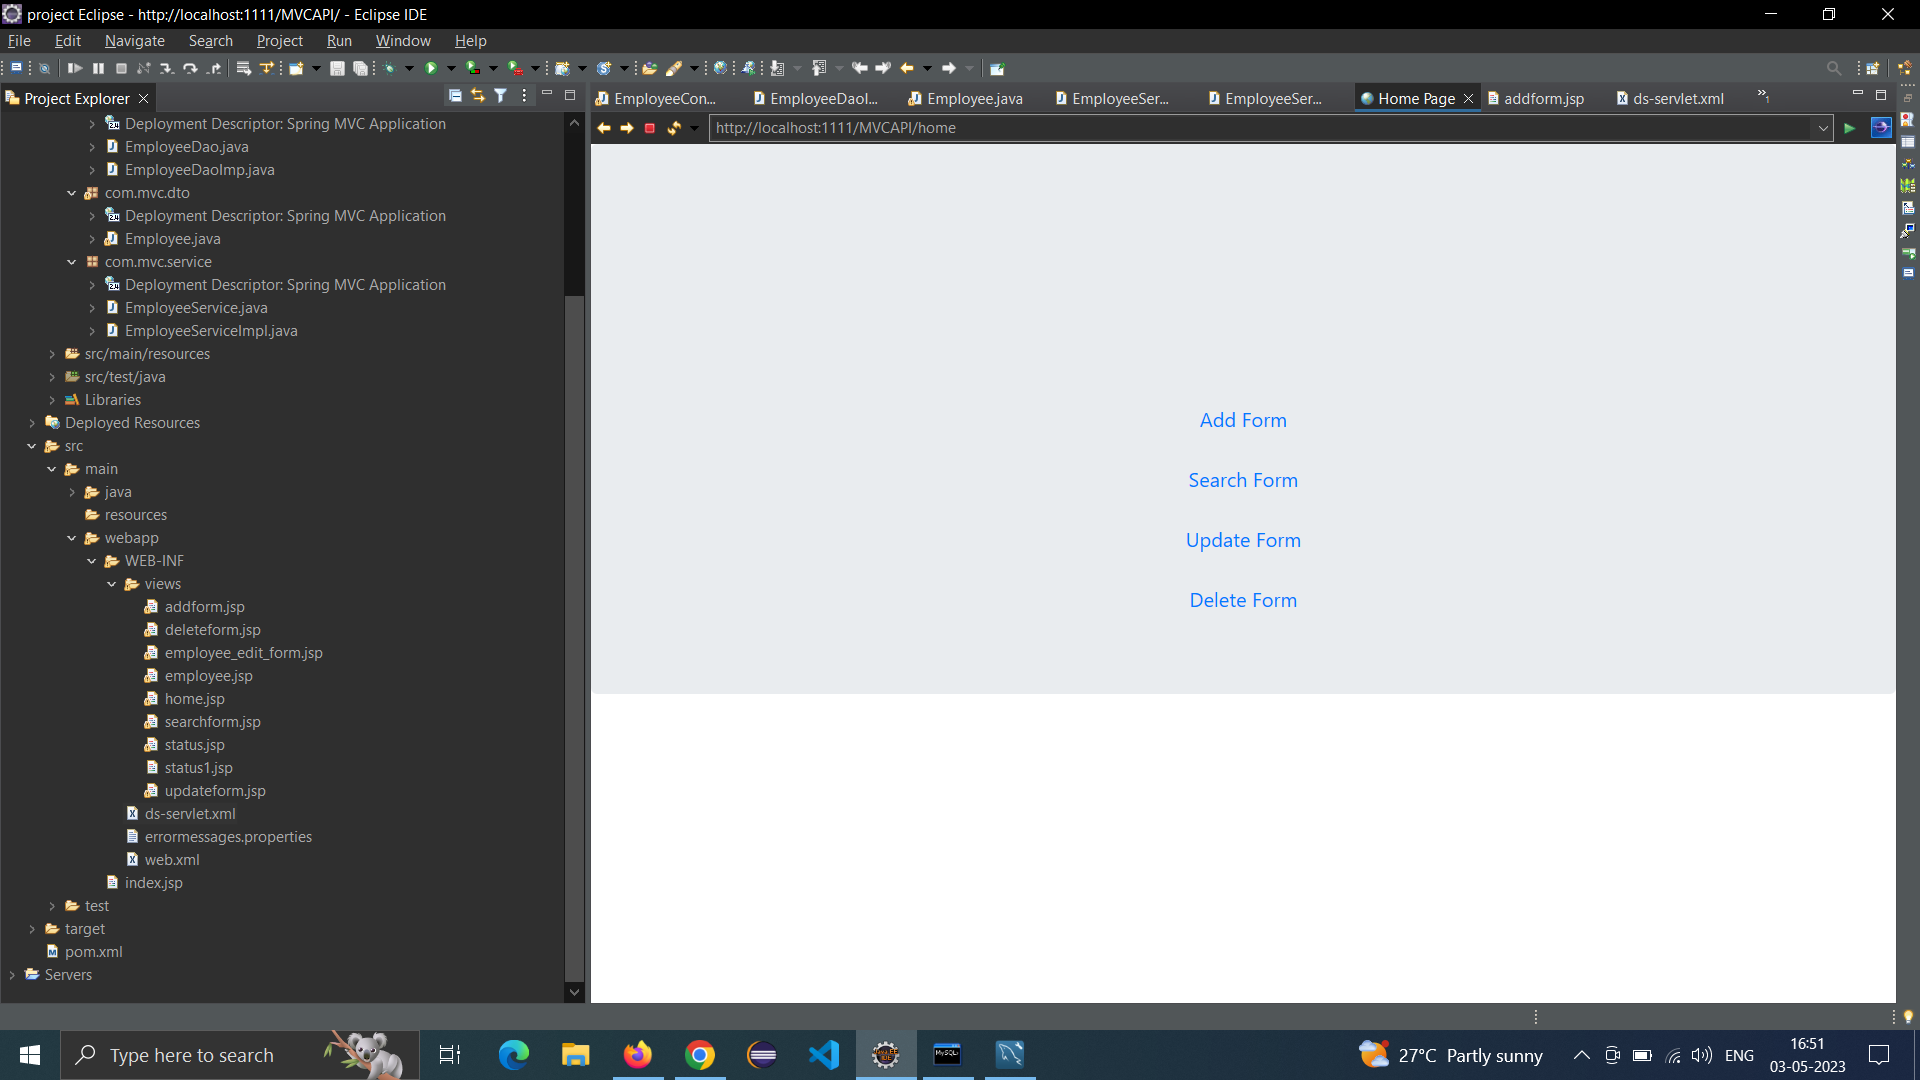 project Eclipse - http://localhost:1111/MVCAPI/ - Eclipse IDE
File Edit Navigate Search Project Run Window Help
Project Explorer
EmployeeCon... EmployeeDaoI... Employee.java EmployeeSer... EmployeeSer... Home Page addform.jsp ds-servlet.xml »1
http://localhost:1111/MVCAPI/home
Deployment Descriptor: Spring MVC Application
EmployeeDao.java
EmployeeDaoImp.java
com.mvc.dto
Deployment Descriptor: Spring MVC Application
Employee.java
com.mvc.service
Deployment Descriptor: Spring MVC Application
EmployeeService.java
EmployeeServiceImpl.java
src/main/resources
src/test/java
Libraries
Deployed Resources
src
main
java
resources
webapp
WEB-INF
views
addform.jsp
deleteform.jsp
employee_edit_form.jsp
employee.jsp
home.jsp
searchform.jsp
status.jsp
status1.jsp
updateform.jsp
ds-servlet.xml
errormessages.properties
web.xml
index.jsp
test
target
pom.xml
Servers
Add Form
Search Form
Update Form
Delete Form
Type here to search
27°C Partly sunny
ENG
16:51
03-05-2023